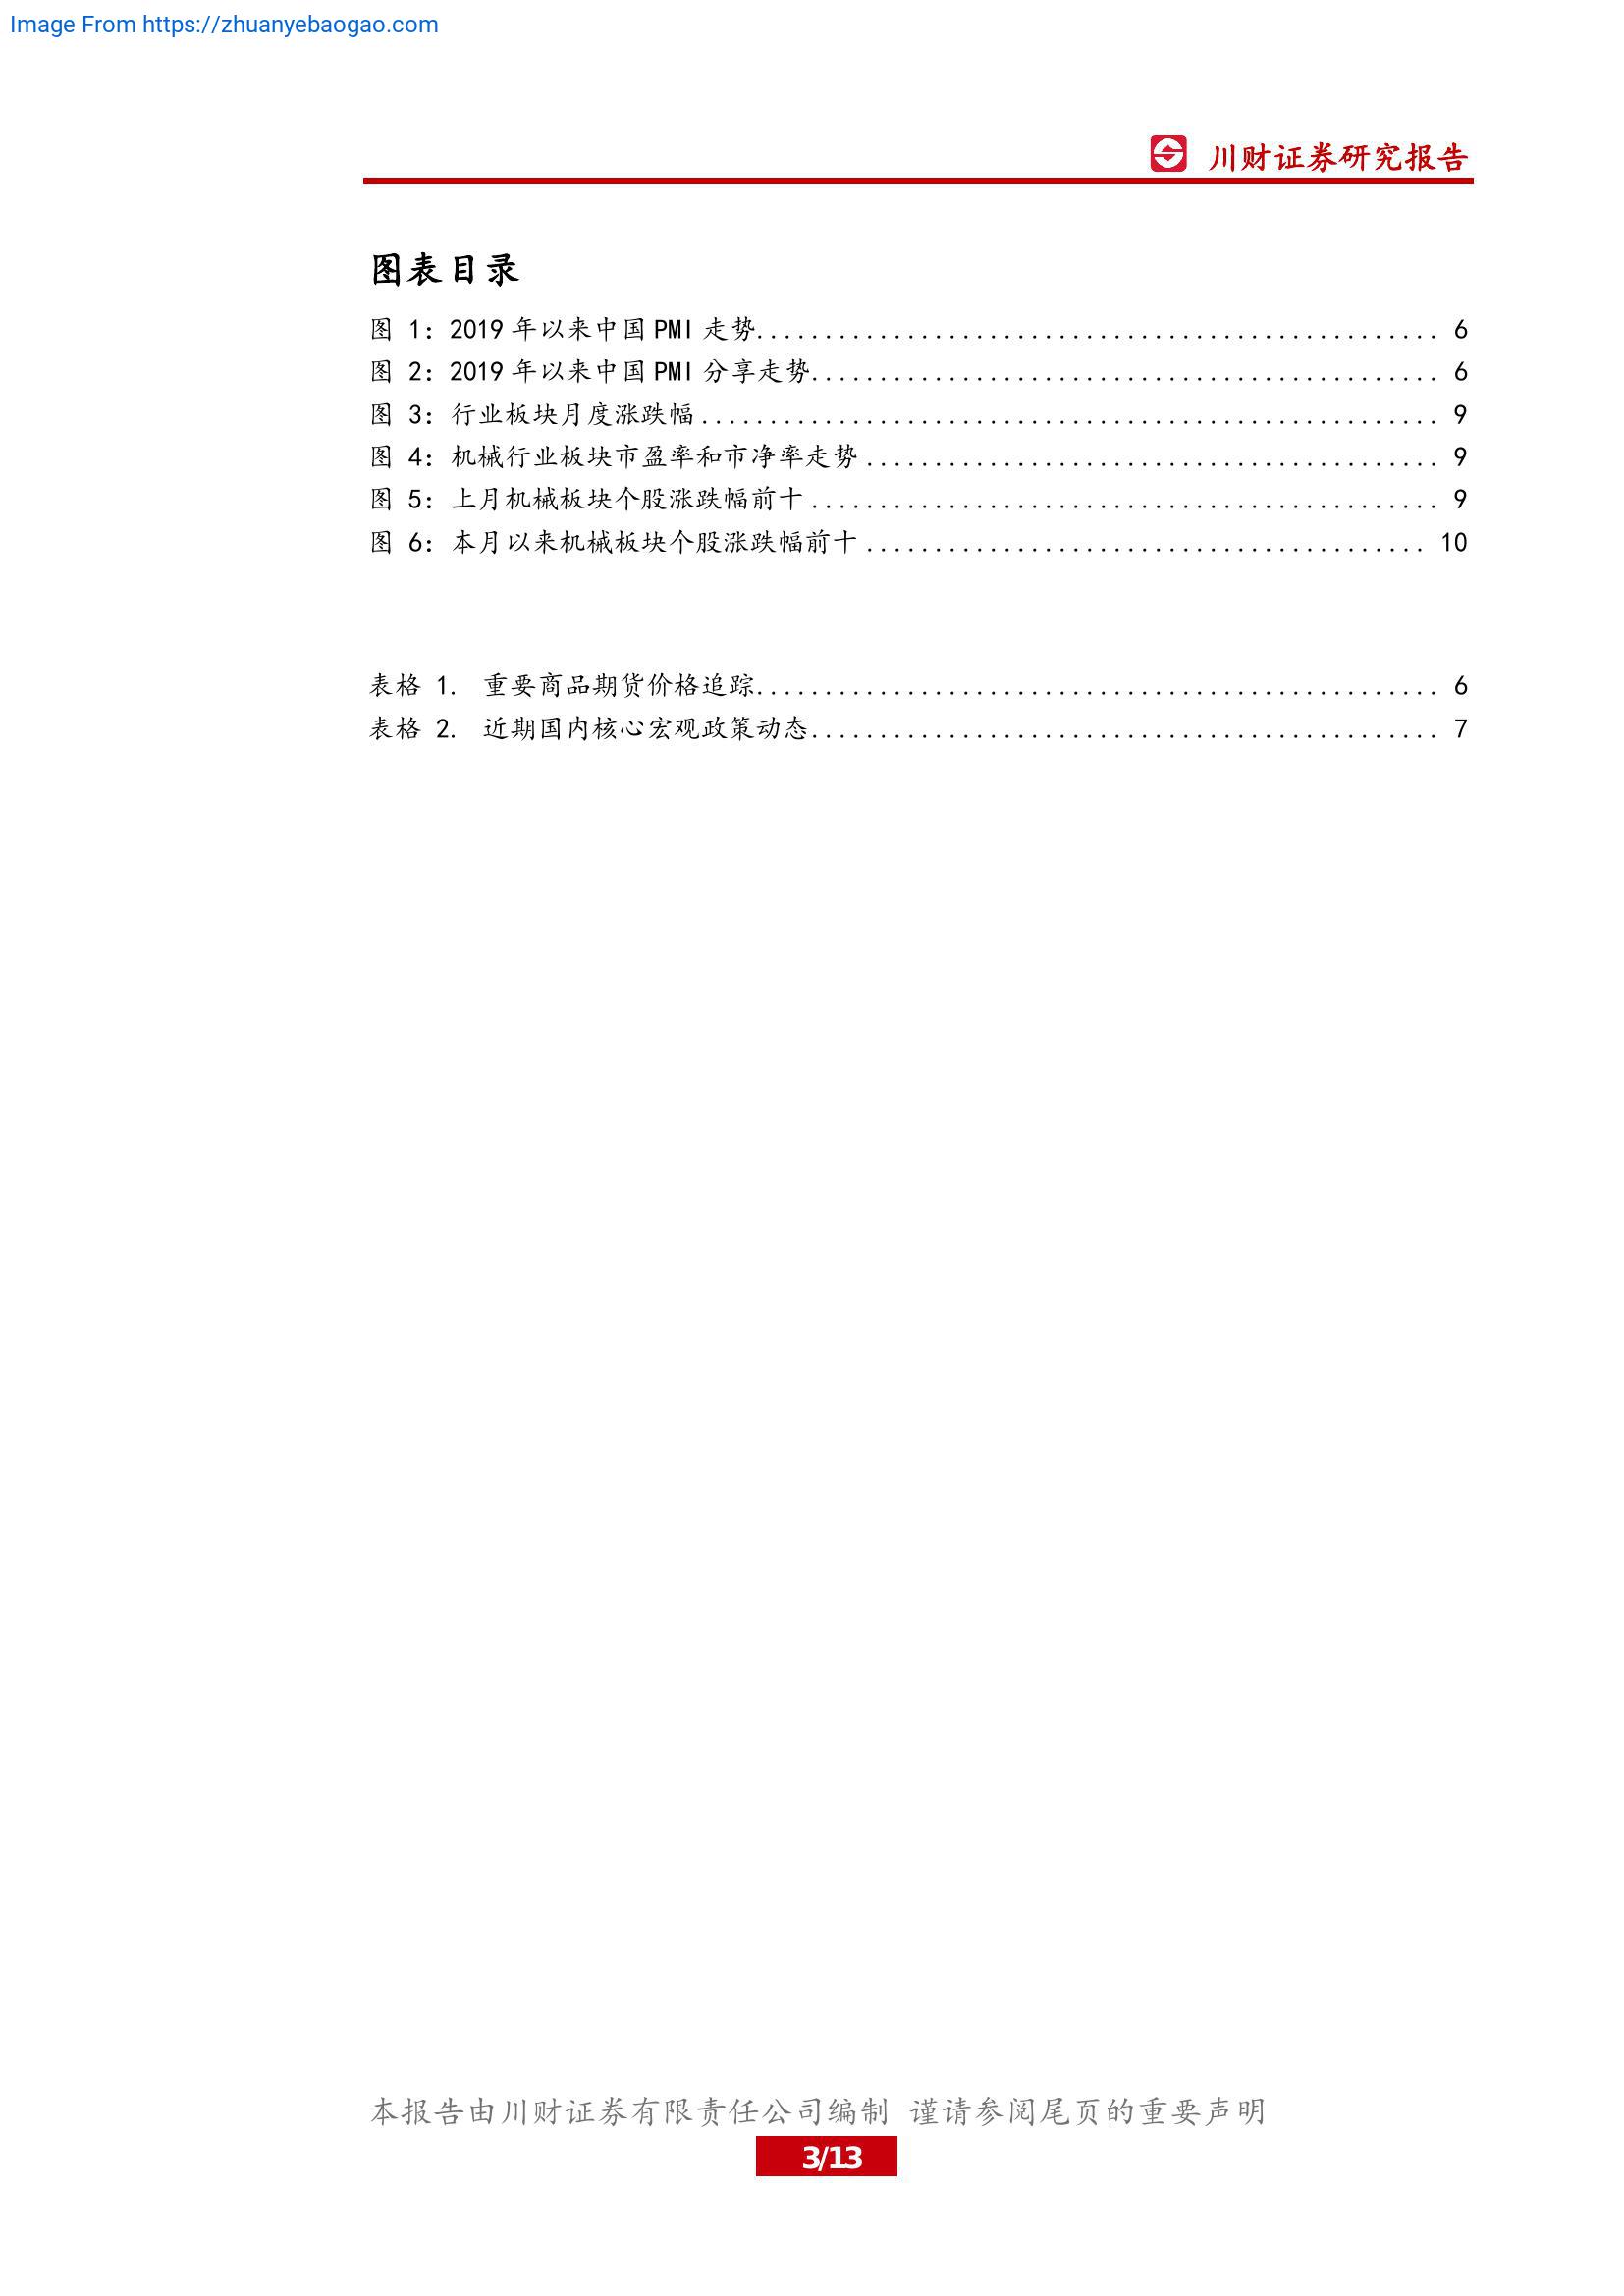 Image From https://zhuanyebaogao.com
川财证券研究报告
图表目录
图 1：2019 年以来中国 PMI 走势.................................................. 6
图 2：2019 年以来中国 PMI 分享走势.............................................. 6
图 3：行业板块月度涨跌幅...................................................... 9
图 4：机械行业板块市盈率和市净率走势.......................................... 9
图 5：上月机械板块个股涨跌幅前十.............................................. 9
图 6：本月以来机械板块个股涨跌幅前十......................................... 10
表格 1. 重要商品期货价格追踪.................................................. 6
表格 2. 近期国内核心宏观政策动态.............................................. 7
本报告由川财证券有限责任公司编制 谨请参阅尾页的重要声明
3/13